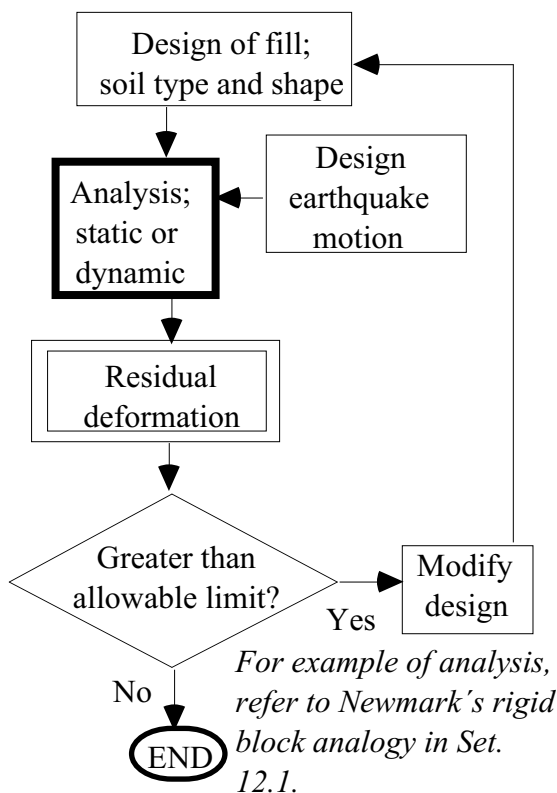 Design of fill;
soil type and shape
Design
earthquake
motion
Analysis;
static or
dynamic
Residual
deformation
Greater than
allowable limit?
Yes
Modify
design
No
END
For example of analysis,
refer to Newmark´s rigid
block analogy in Set.
12.1.